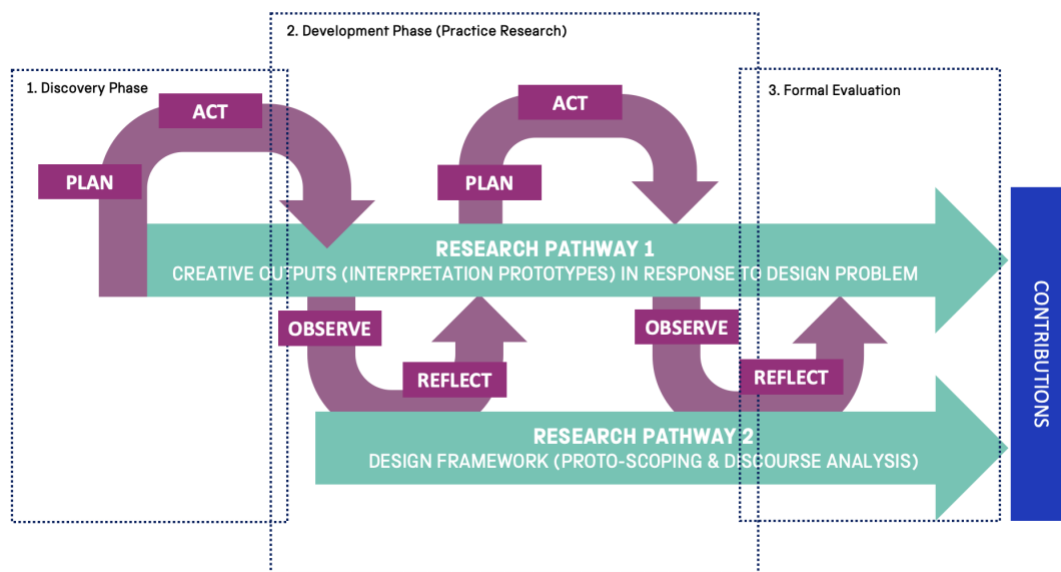 2. Development Phase (Practice Research)
1. Discovery Phase
3. Formal Evaluation
ACT
ACT
PLAN
PLAN
RESEARCH PATHWAY 1
CREATIVE OUTPUTS (INTERPRETATION PROTOTYPES) IN RESPONSE TO DESIGN PROBLEM
OBSERVE
OBSERVE
REFLECT
REFLECT
RESEARCH PATHWAY 2
DESIGN FRAMEWORK (PROTO-SCOPING & DISCOURSE ANALYSIS)
CONTRIBUTIONS